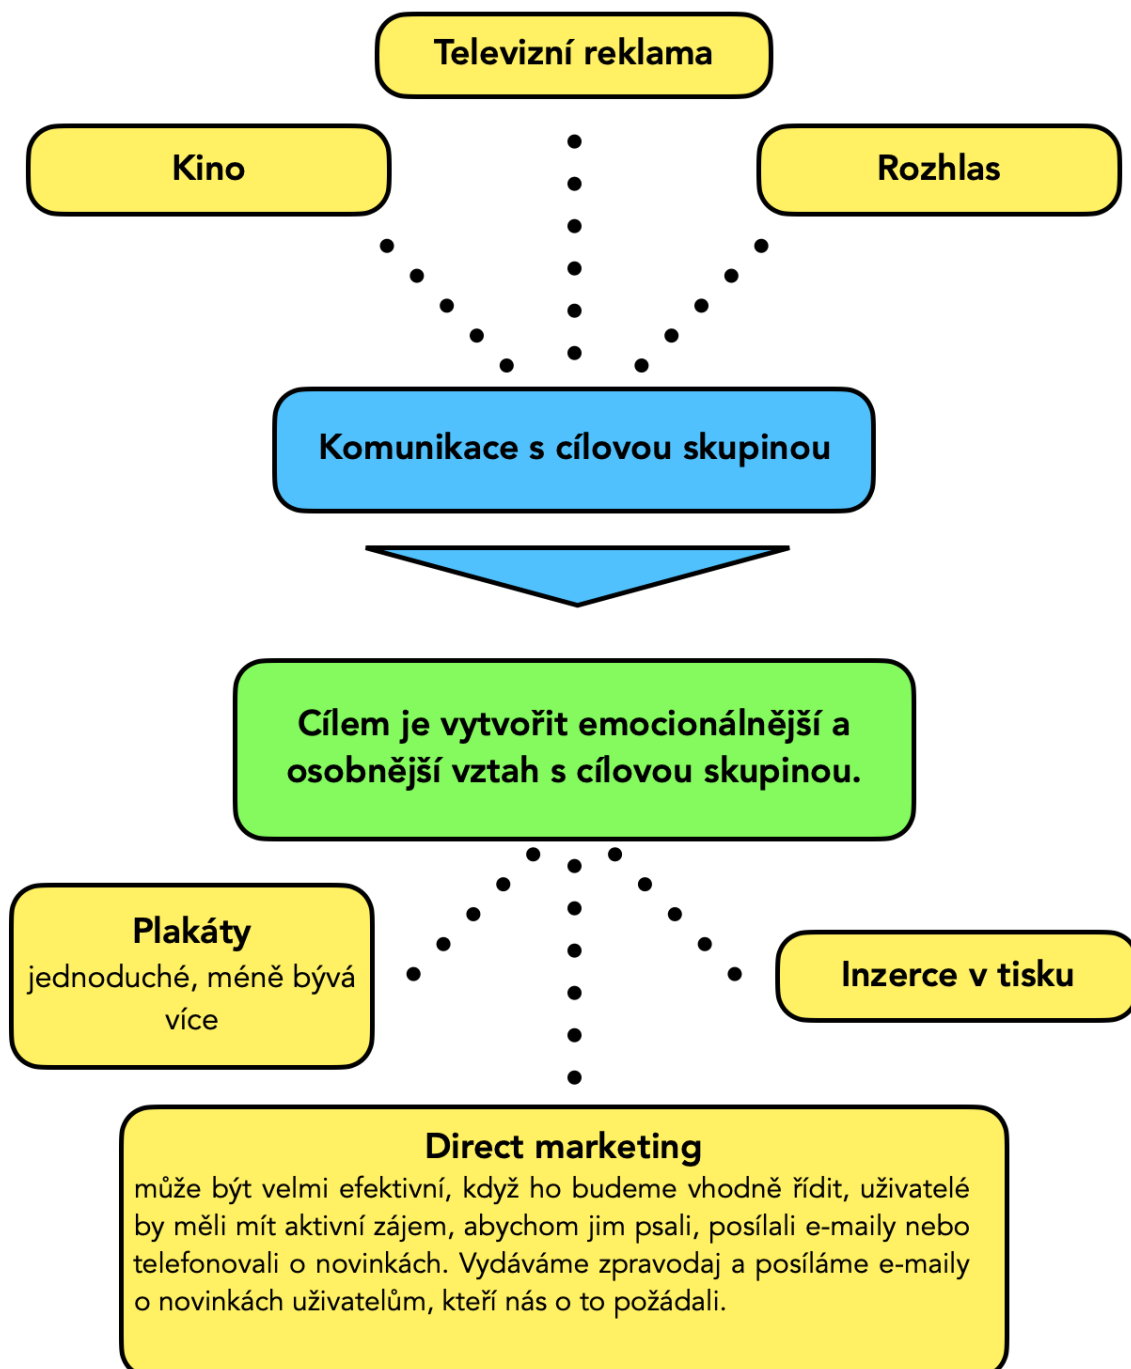 Televizní reklama
Kino
Rozhlas
Komunikace s cílovou skupinou
Cílem je vytvořit emocionálnější a
osobnější vztah s cílovou skupinou.
Plakáty
jednoduché, méně bývá
více
Inzerce v tisku
Direct marketing
může být velmi efektivní, když ho budeme vhodně řídit, uživatelé
by měli mít aktivní zájem, abychom jim psali, posílali e-maily nebo
telefonovali o novinkách. Vydáváme zpravodaj a posíláme e-maily
o novinkách uživatelům, kteří nás o to požádali.